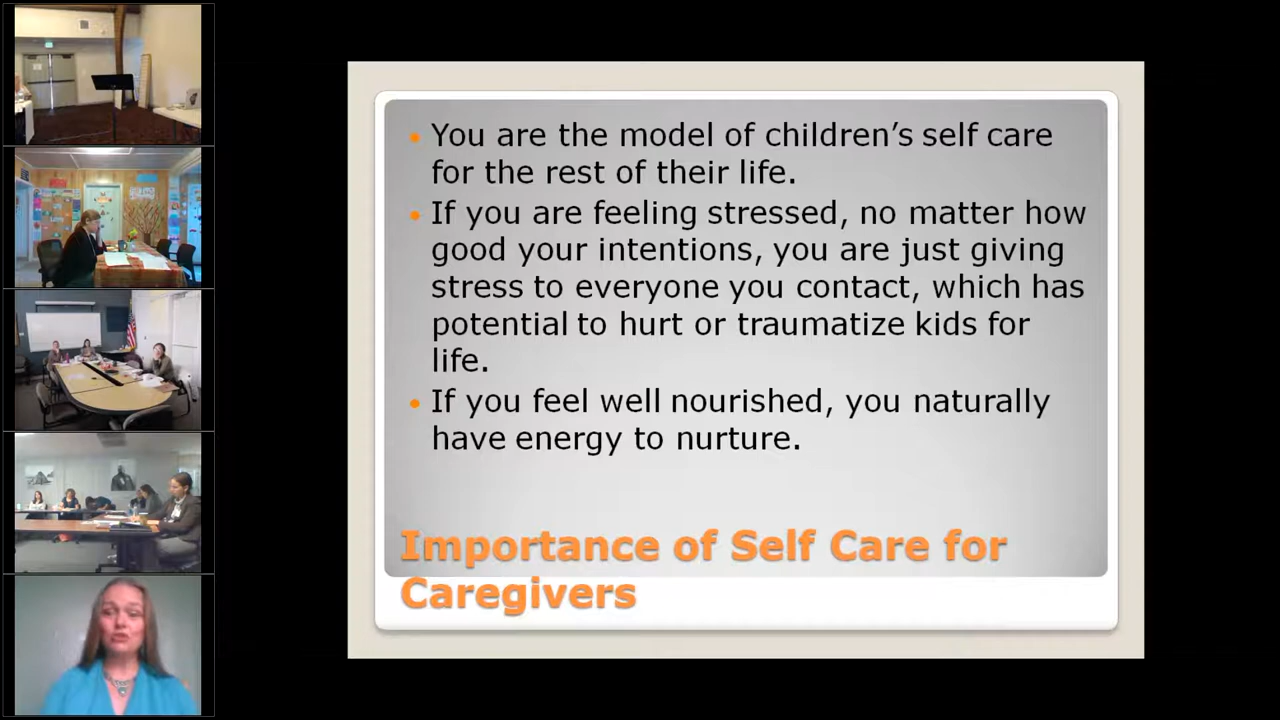 You are the model of children’s self care
for the rest of their life.
If you are feeling stressed, no matter how
good your intentions, you are just giving
stress to everyone you contact, which has
potential to hurt or traumatize kids for
life.
If you feel well nourished, you naturally
have energy to nurture.
Importance of Self Care for
Caregivers